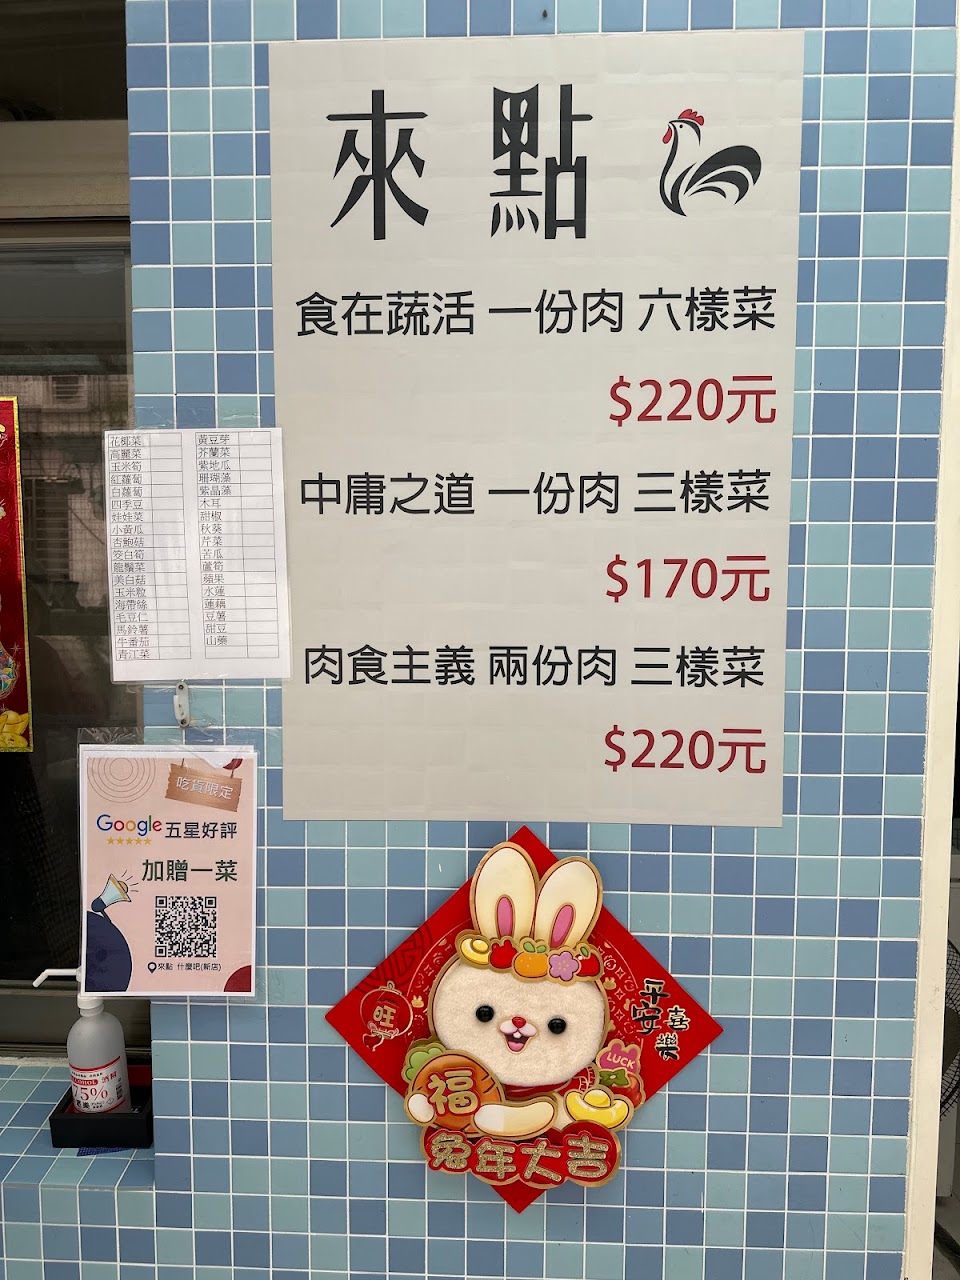 來點
食在蔬活 一份肉 六樣菜
$220元
中庸之道 一份肉 三樣菜
$170元
肉食主義 兩份肉 三樣菜
$220元
花椰菜
高麗菜
玉米筍
紅蘿蔔
白蘿蔔
四季豆
娃娃菜
小黃瓜
杏鮑菇
茭白筍
龍鬚菜
美白菇
玉米粒
海帶絲
毛豆仁
馬鈴薯
牛番茄
青江菜
黃豆芽
芥蘭菜
紫地瓜
珊瑚藻
紫晶藻
木耳
甜椒
秋葵
芹菜
苦瓜
蘆筍
蘋果
水蓮
蓮藕
豆薯
甜豆
山藥
吃貨限定
Google 五星好評
加贈一菜
來點 什麼吧(新店)
75%
旺
平安
喜樂
LUCK
福
兔年大吉